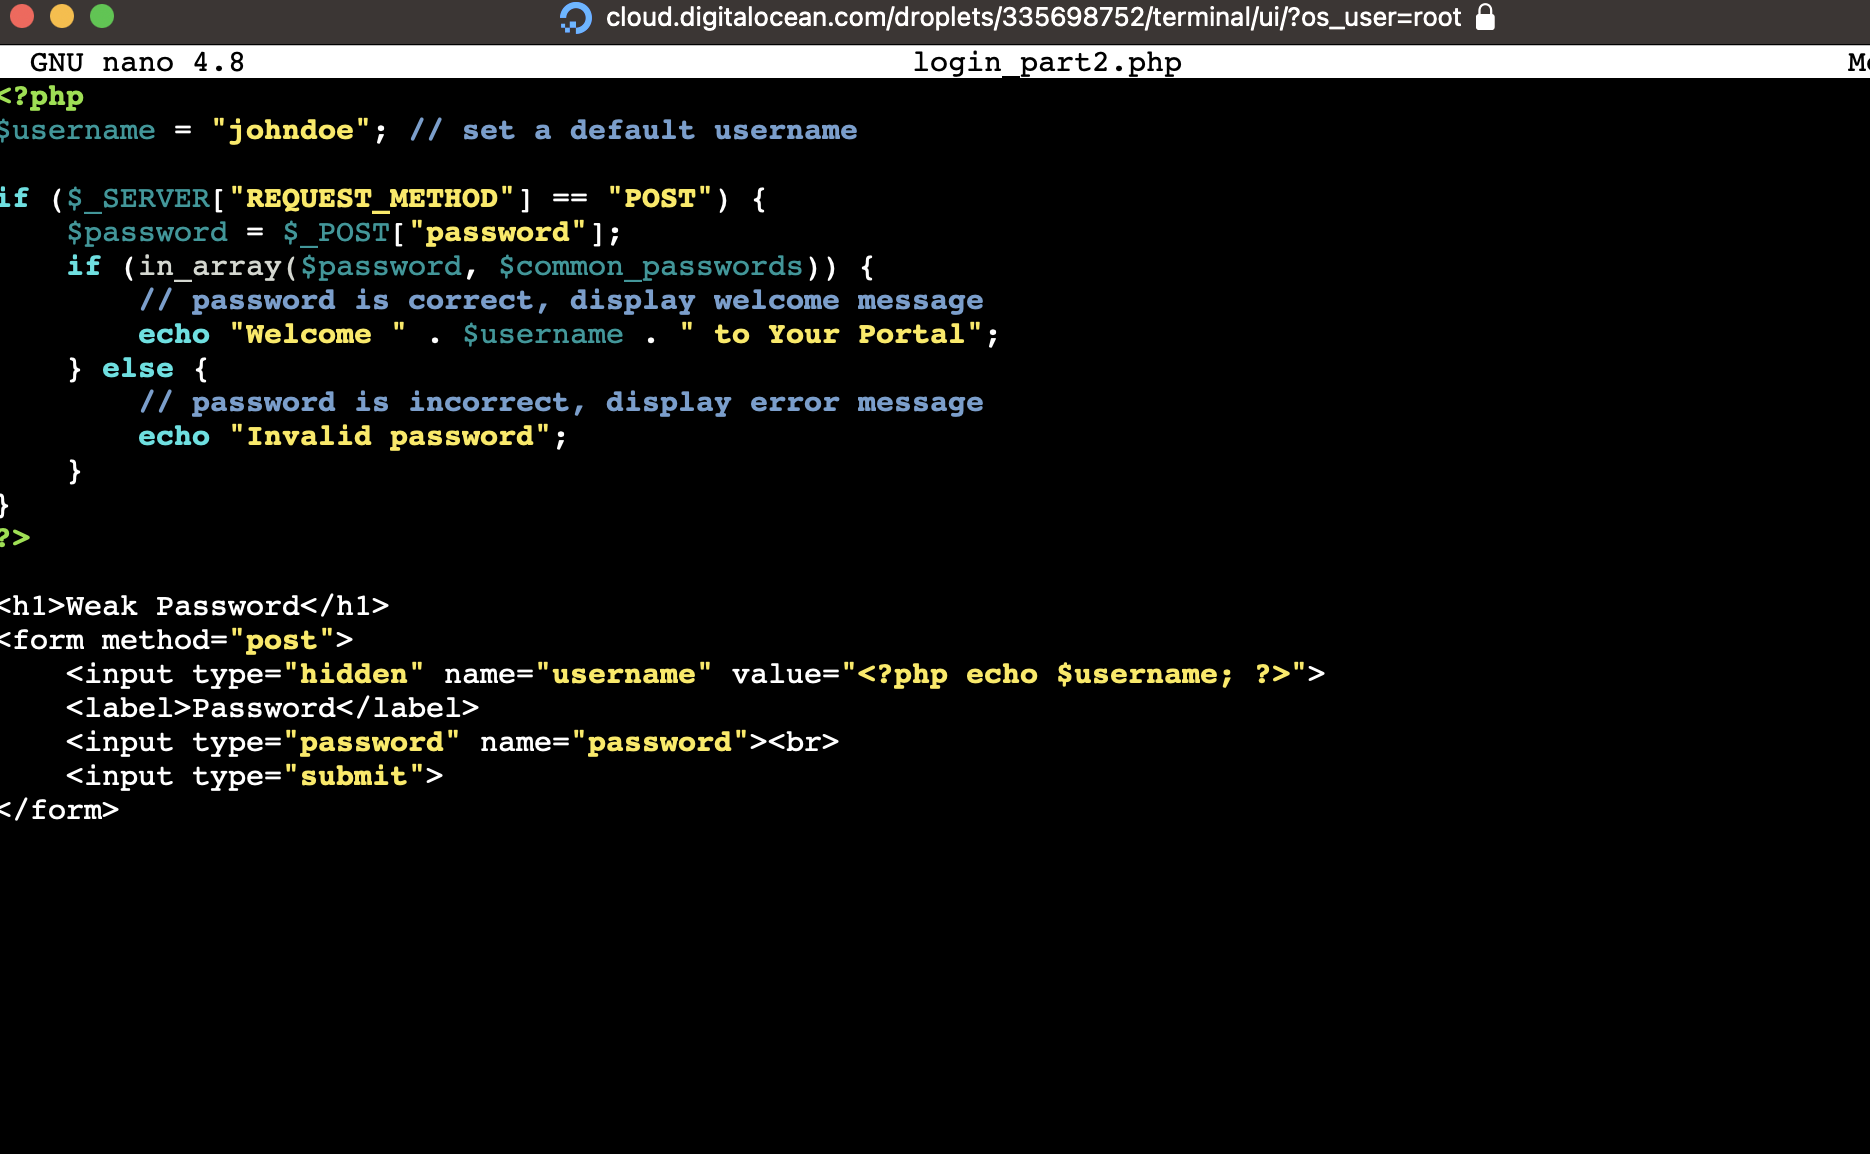 cloud.digitalocean.com/droplets/335698752/terminal/ui/?os_user=root
GNU nano 4.8 login_part2.php
<?php
$username = "johndoe"; // set a default username
if ($_SERVER["REQUEST_METHOD"] == "POST") {
$password = $_POST["password"];
if (in_array($password, $common_passwords)) {
// password is correct, display welcome message
echo "Welcome " . $username . " to Your Portal";
} else {
// password is incorrect, display error message
echo "Invalid password";
}
}
?>
<h1>Weak Password</h1>
<form method="post">
<input type="hidden" name="username" value="<?php echo $username; ?>">
<label>Password</label>
<input type="password" name="password"><br>
<input type="submit">
</form>